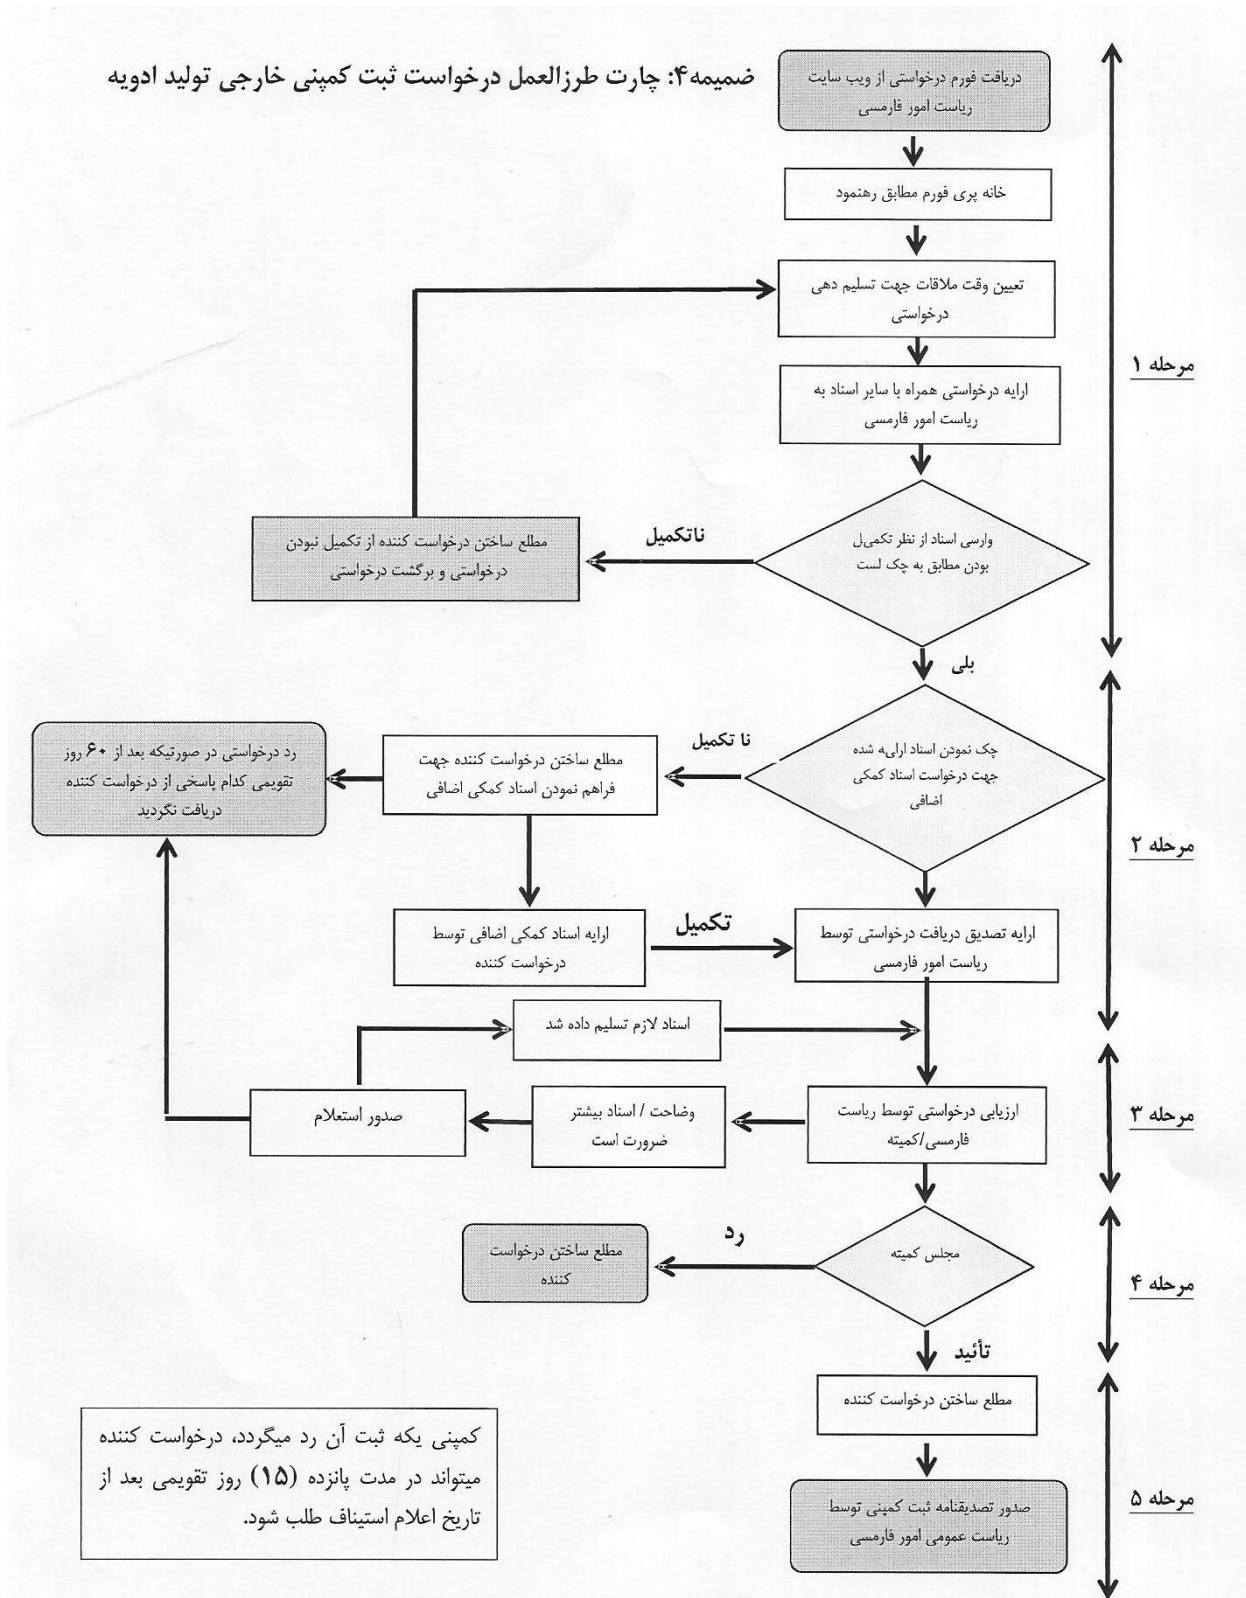 ضمیمه۴: چارت طرزالعمل درخواست ثبت کمپنی خارجی تولید ادویه
دریافت فورم درخواستی از ویب سایت
ریاست امور فارمسی
خانه پری فورم مطابق رهنمود
تعیین وقت ملاقات جهت تسلیم دهی
درخواستی
مرحله ۱
ارایه درخواستی همراه با سایر اسناد به
ریاست امور فارمسی
وارسی اسناد از نظر تکمیل
بودن مطابق به چک لست
ناتکمیل
مطلع ساختن درخواست کننده از تکمیل نبودن
درخواستی و برگشت درخواستی
بلی
چک نمودن اسناد ارایه شده
جهت درخواست اسناد کمکی
اضافی
نا تکمیل
مطلع ساختن درخواست کننده جهت
فراهم نمودن اسناد کمکی اضافی
رد درخواستی در صورتیکه بعد از ۶۰ روز
تقویمی کدام پاسخی از درخواست کننده
دریافت نگردید
مرحله ۲
ارایه تصدیق دریافت درخواستی توسط
ریاست امور فارمسی
تکمیل
ارایه اسناد کمکی اضافی توسط
درخواست کننده
اسناد لازم تسلیم داده شد
مرحله ۳
ارزیابی درخواستی توسط ریاست
فارمسی/کمیته
وضاحت / اسناد بیشتر
ضرورت است
صدور استعلام
مجلس کمیته
رد
مطلع ساختن درخواست
کننده
مرحله ۴
تأئید
مطلع ساختن درخواست کننده
مرحله ۵
صدور تصدیقنامه ثبت کمپنی توسط
ریاست عمومی امور فارمسی
کمپنی یکه ثبت آن رد میگردد، درخواست کننده
میتواند در مدت پانزده (۱۵) روز تقویمی بعد از
تاریخ اعلام استیناف طلب شود.